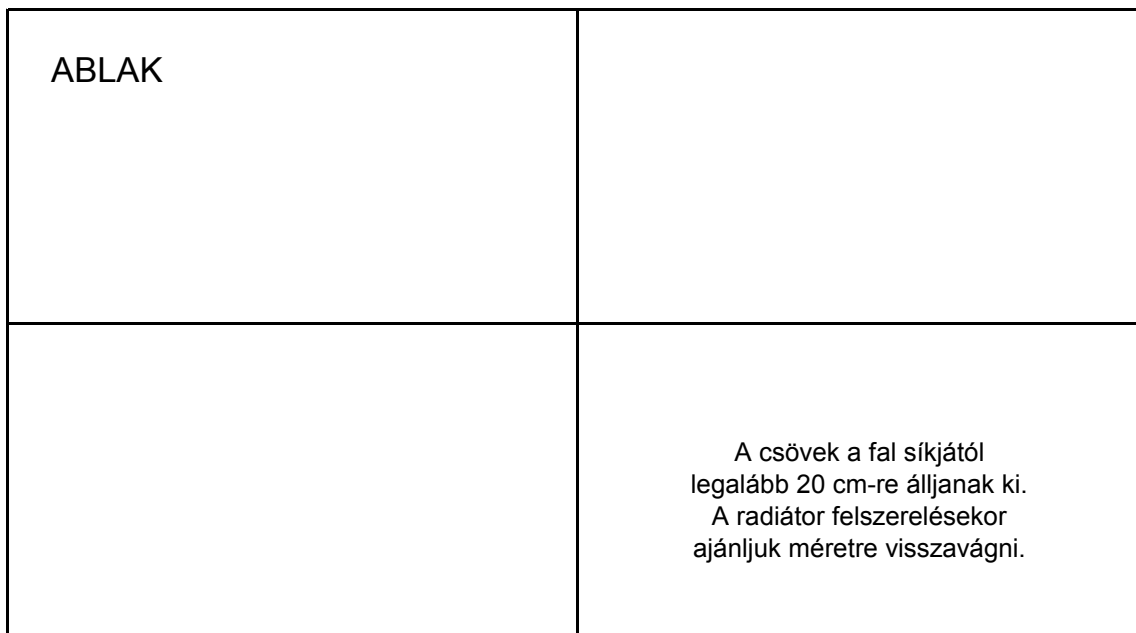 ABLAK
A csövek a fal síkjától
legalább 20 cm-re álljanak ki.
A radiátor felszerelésekor
ajánljuk méretre visszavágni.